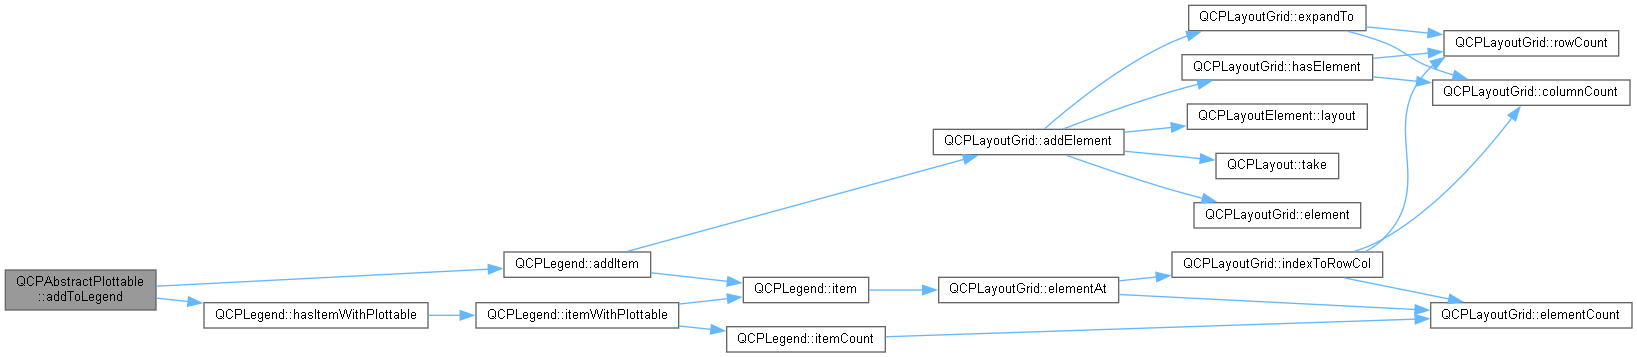 QCPAbstractPlottable
::addToLegend
QCPLegend::addItem
QCPLegend::hasItemWithPlottable
QCPLegend::itemWithPlottable
QCPLegend::item
QCPLegend::itemCount
QCPLayoutGrid::addElement
QCPLayoutGrid::elementAt
QCPLayoutGrid::expandTo
QCPLayoutGrid::hasElement
QCPLayoutElement::layout
QCPLayout::take
QCPLayoutGrid::element
QCPLayoutGrid::indexToRowCol
QCPLayoutGrid::rowCount
QCPLayoutGrid::columnCount
QCPLayoutGrid::elementCount